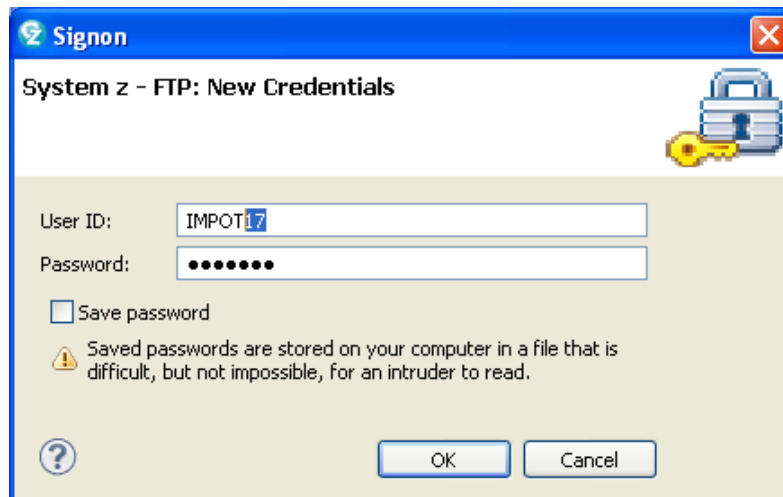 Signon
System z - FTP: New Credentials
User ID:
IMPOT17
Password:
•••••••
Save password
Saved passwords are stored on your computer in a file that is
difficult, but not impossible, for an intruder to read.
?
OK
Cancel